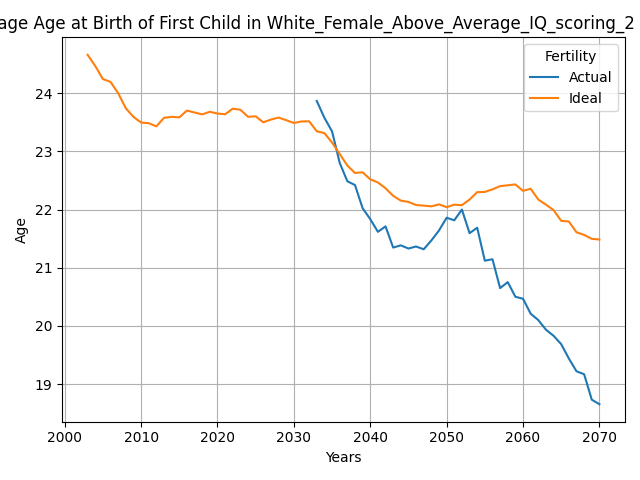 age Age at Birth of First Child in White_Female_Above_Average_IQ_scoring_2
Fertility
Actual
Ideal
24
23
22
21
20
19
Age
2000 2010 2020 2030 2040 2050 2060 2070
Years